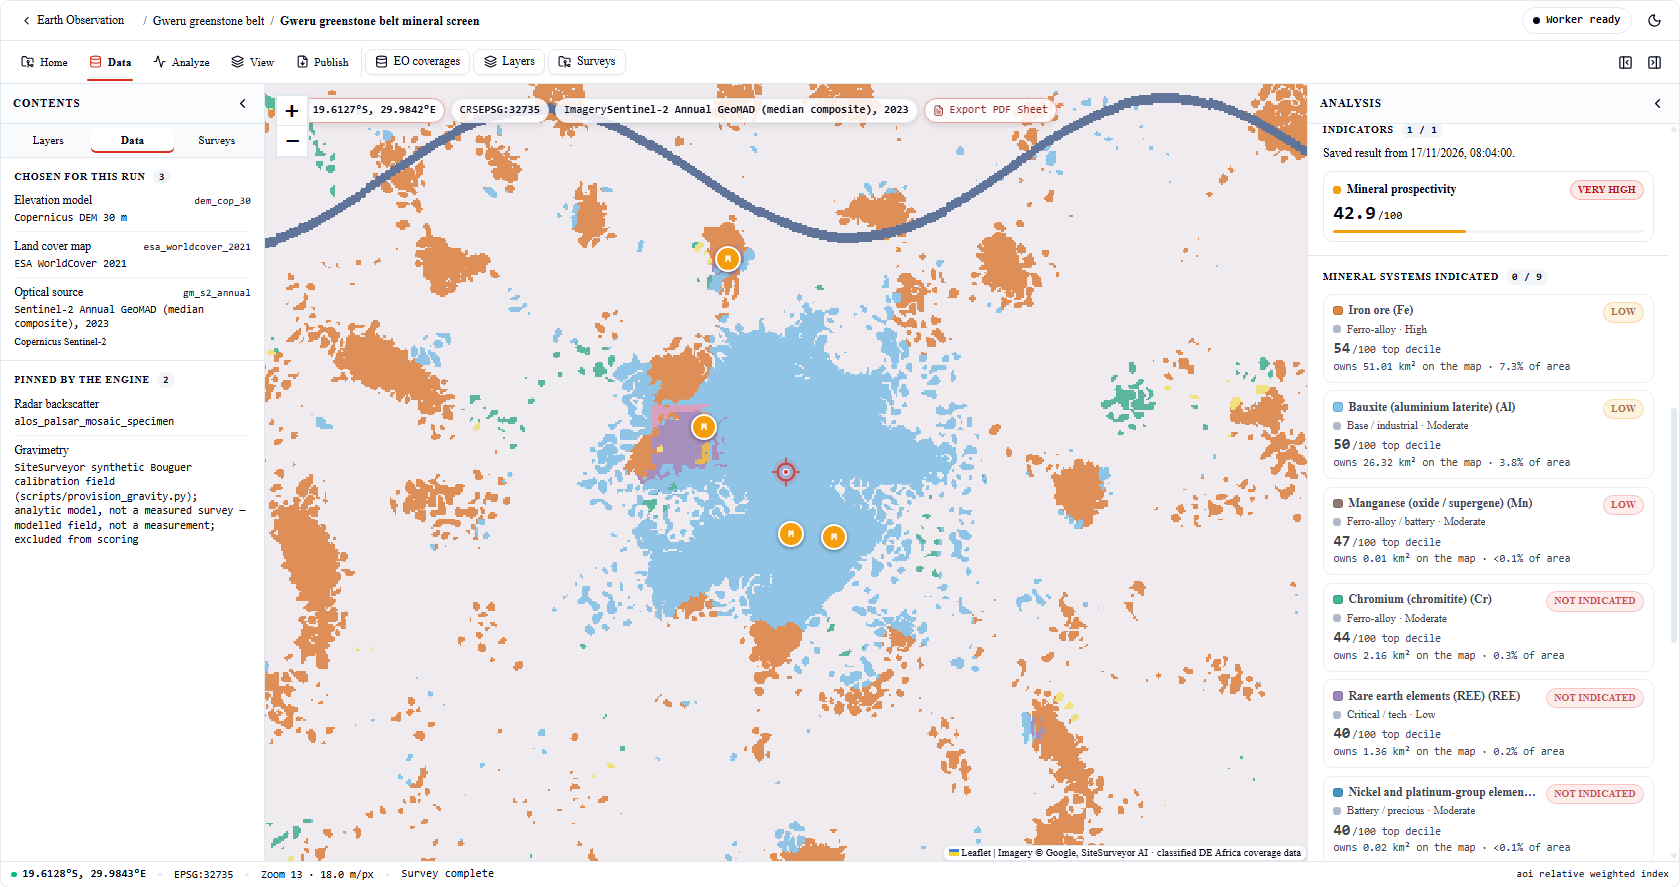 Earth Observation / Gweru greenstone belt / Gweru greenstone belt mineral screen
Worker ready
Home Data Analyze View Publish EO coverages Layers Surveys
CONTENTS
Layers Data Surveys
CHOSEN FOR THIS RUN 3
Elevation model dem_cop_30
Copernicus DEM 30 m
Land cover map esa_worldcover_2021
ESA WorldCover 2021
Optical source gm_s2_annual
Sentinel-2 Annual GeoMAD (median
composite), 2023
Copernicus Sentinel-2
PINNED BY THE ENGINE 2
Radar backscatter
alos_palsar_mosaic_specimen
Gravimetry
SiteSurveyor synthetic Bouguer
calibration field
(scripts/provision_gravity.py);
analytic model, not a measured survey —
modelled field, not a measurement;
excluded from scoring
+
−
19.6127°S, 29.9842°E
CRSEPSG:32735
ImagerySentinel-2 Annual GeoMAD (median composite), 2023
Export PDF Sheet
M
M
M
M
Leaflet | Imagery © Google, SiteSurveyor AI · classified DE Africa coverage data
ANALYSIS
INDICATORS 1 / 1
Saved result from 17/11/2026, 08:04:00.
Mineral prospectivity VERY HIGH
42.9/100
MINERAL SYSTEMS INDICATED 0 / 9
Iron ore (Fe) LOW
Ferro-alloy · High
54/100 top decile
owns 51.01 km² on the map · 7.3% of area
Bauxite (aluminium laterite) (Al) LOW
Base / industrial · Moderate
50/100 top decile
owns 26.32 km² on the map · 3.8% of area
Manganese (oxide / supergene) (Mn) LOW
Ferro-alloy / battery · Moderate
47/100 top decile
owns 0.01 km² on the map · <0.1% of area
Chromium (chromitite) (Cr) NOT INDICATED
Ferro-alloy · Moderate
44/100 top decile
owns 2.16 km² on the map · 0.3% of area
Rare earth elements (REE) (REE) NOT INDICATED
Critical / tech · Low
40/100 top decile
owns 1.36 km² on the map · 0.2% of area
Nickel and platinum-group elemen... NOT INDICATED
Battery / precious · Moderate
40/100 top decile
owns 0.02 km² on the map · <0.1% of area
19.6128°S, 29.9843°E · EPSG:32735 · Zoom 13 · 18.0 m/px · Survey complete
aoi relative weighted index